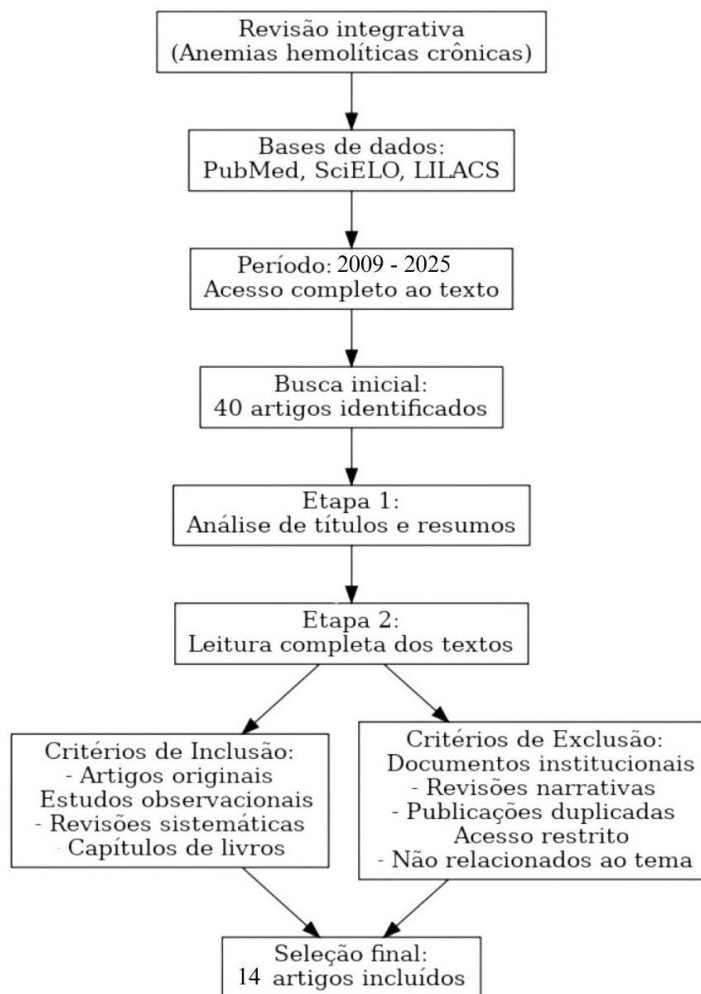 Revisão integrativa
(Anemias hemolíticas crônicas)
Bases de dados:
PubMed, SciELO, LILACS
Período: 2009 - 2025
Acesso completo ao texto
Busca inicial:
40 artigos identificados
Etapa 1:
Análise de títulos e resumos
Etapa 2:
Leitura completa dos textos
Critérios de Inclusão:
- Artigos originais
Estudos observacionais
- Revisões sistemáticas
Capítulos de livros
Critérios de Exclusão:
Documentos institucionais
- Revisões narrativas
- Publicações duplicadas
Acesso restrito
- Não relacionados ao tema
Seleção final:
14 artigos incluídos